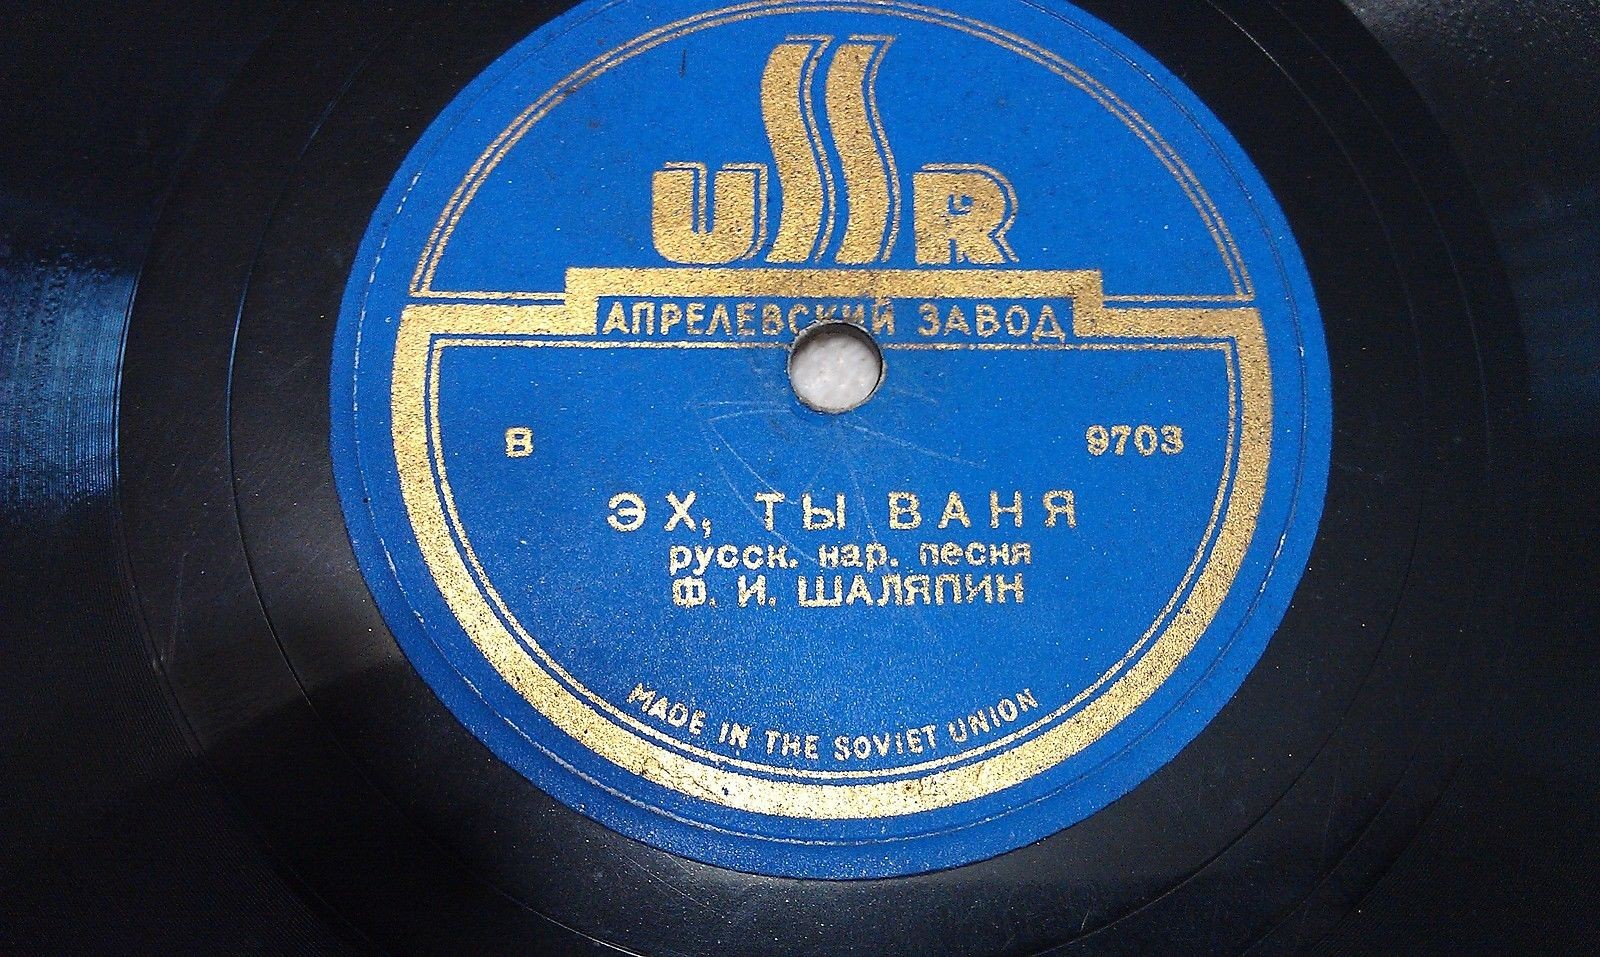 USSR
АПРЕЛЕВСКИЙ ЗАВОД
В 9703
ЭХ, ТЫ ВАНЯ
русск. нар. песня
Ф. И. ШАЛЯПИН
MADE IN THE SOVIET UNION